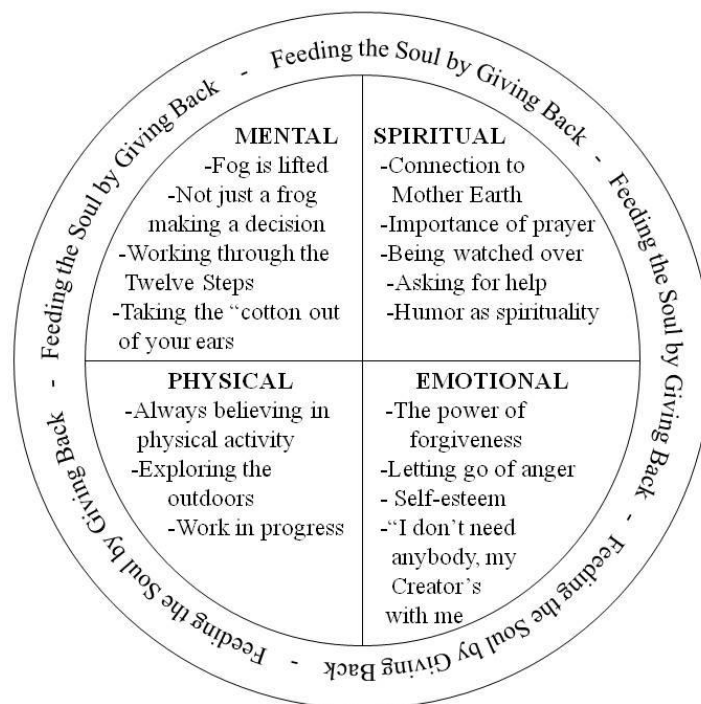 Feeding the Soul by Giving Back -
Feeding the Soul by Giving Back -
Feeding the Soul by Giving Back -
Feeding the Soul by Giving Back -
Feeding the Soul by Giving Back -
MENTAL
-Fog is lifted
-Not just a frog
making a decision
-Working through the
Twelve Steps
-Taking the “cotton out
of your ears
SPIRITUAL
-Connection to
Mother Earth
-Importance of prayer
-Being watched over
-Asking for help
-Humor as spirituality
PHYSICAL
-Always believing in
physical activity
-Exploring the
outdoors
-Work in progress
EMOTIONAL
-The power of
forgiveness
-Letting go of anger
- Self-esteem
-“I don’t need
anybody, my
Creator’s
with me